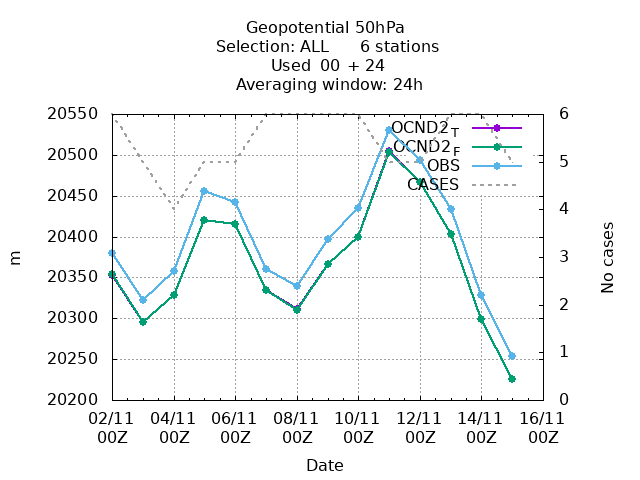 Geopotential 50hPa
Selection: ALL      6 stations
Used  00  + 24
Averaging window: 24h
20550
20500
20450
20400
20350
20300
20250
20200
m
6
5
4
3
2
1
0
No cases
OCND2T
OCND2F
OBS
CASES
02/11 04/11 06/11 08/11 10/11 12/11 14/11 16/11
00Z 00Z 00Z 00Z 00Z 00Z 00Z 00Z
Date